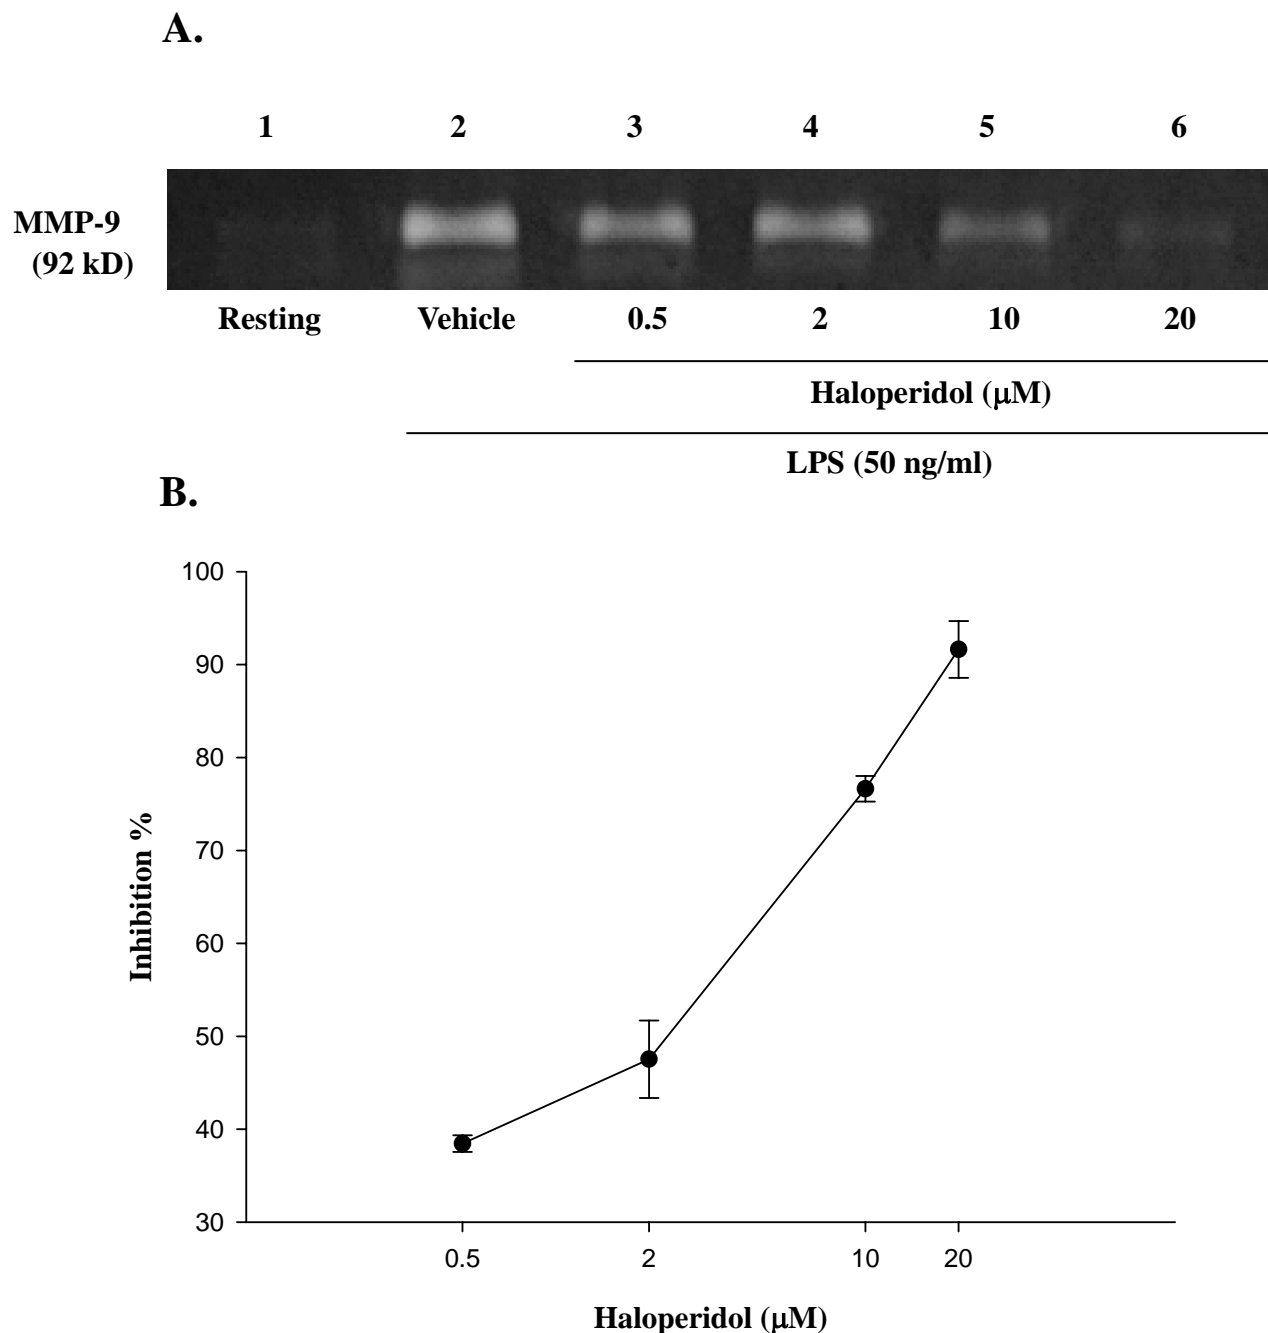 A.
1 2 3 4 5 6
MMP-9
(92 kD)
Resting Vehicle 0.5 2 10 20
Haloperidol (μM)
LPS (50 ng/ml)
B.
100
90
80
70
60
50
40
30
Inhibition %
0.5 2 10 20
Haloperidol (μM)